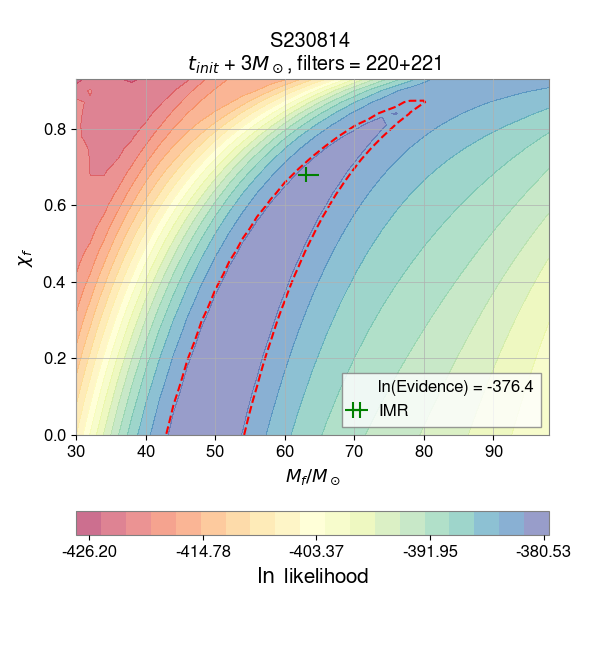 S230814
t_init + 3M_⊙, filters = 220+221
χ_f
0.8
0.6
0.4
0.2
0.0
30 40 50 60 70 80 90
M_f/M_⊙
ln(Evidence) = -376.4
IMR
-426.20 -414.78 -403.37 -391.95 -380.53
ln likelihood